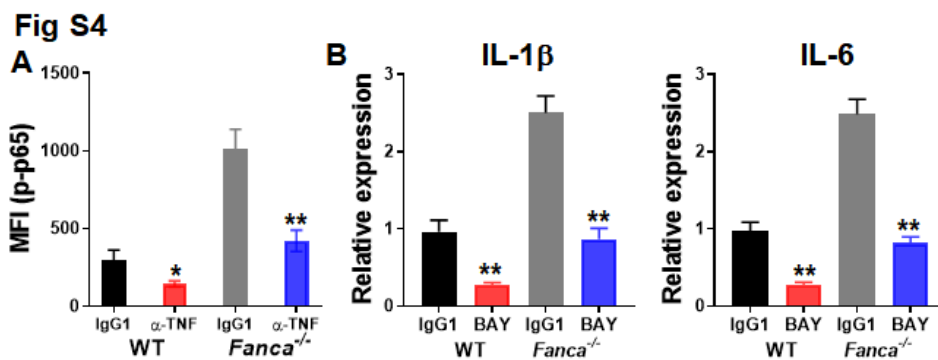 Fig S4
A
MFI (p-p65)
1500
1000
500
0
*
**
IgG1 α-TNF IgG1 α-TNF
WT Fanca-/-
B
IL-1β
Relative expression
3
2
1
0
**
**
IgG1 BAY IgG1 BAY
WT Fanca-/-
IL-6
Relative expression
3
2
1
0
**
**
IgG1 BAY IgG1 BAY
WT Fanca-/-